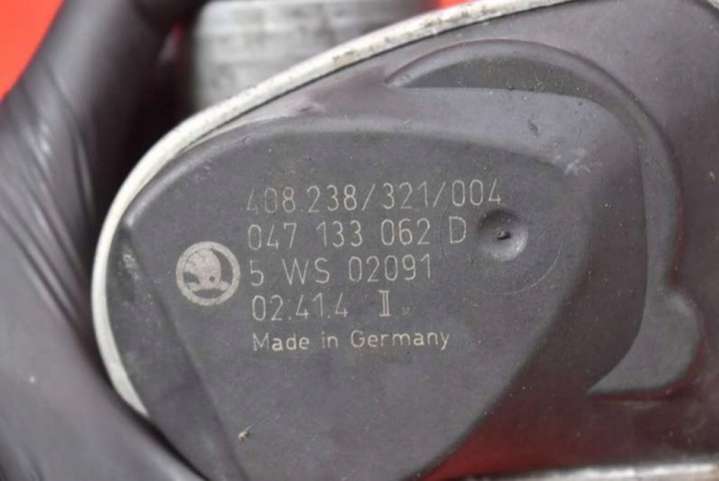 408.238/321/004
047 133 062 D
5 WS 02091
02.41.4 II
Made in Germany